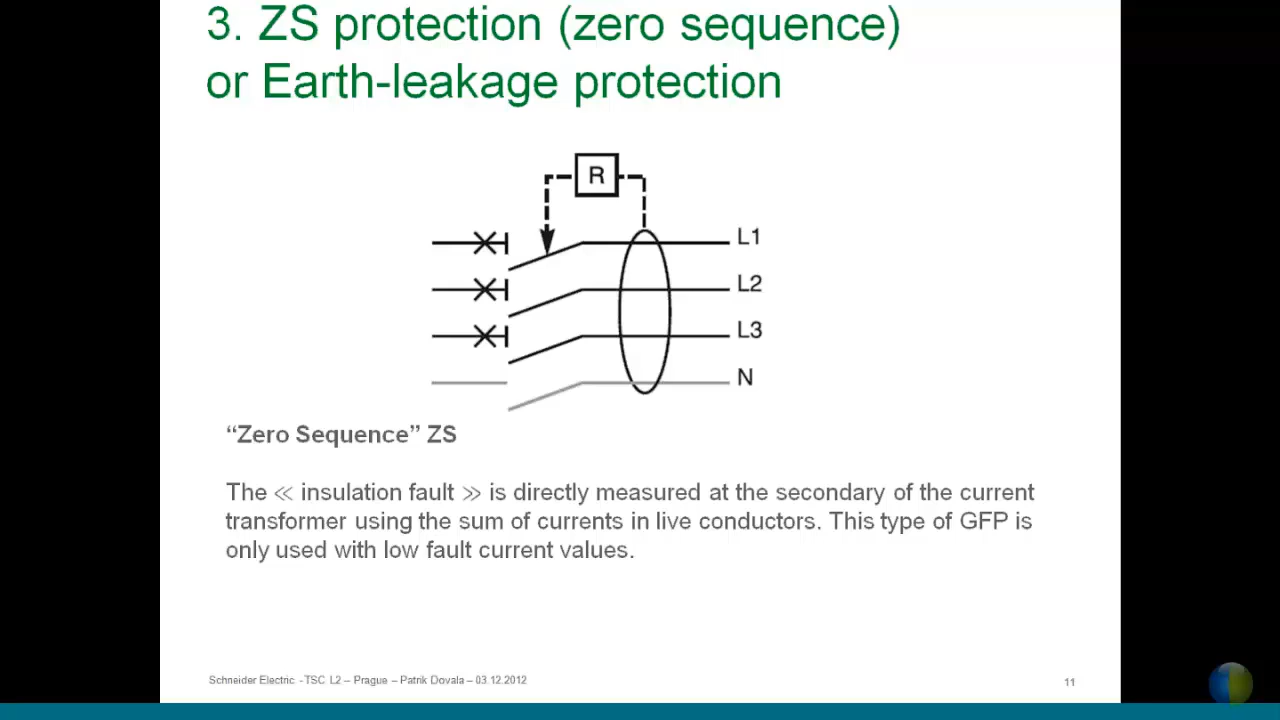 3. ZS protection (zero sequence)
or Earth-leakage protection
R
L1
L2
L3
N
“Zero Sequence” ZS
The ≪ insulation fault ≫ is directly measured at the secondary of the current
transformer using the sum of currents in live conductors. This type of GFP is
only used with low fault current values.
Schneider Electric - TSC L2 – Prague – Patrik Dovala – 03.12.2012
11